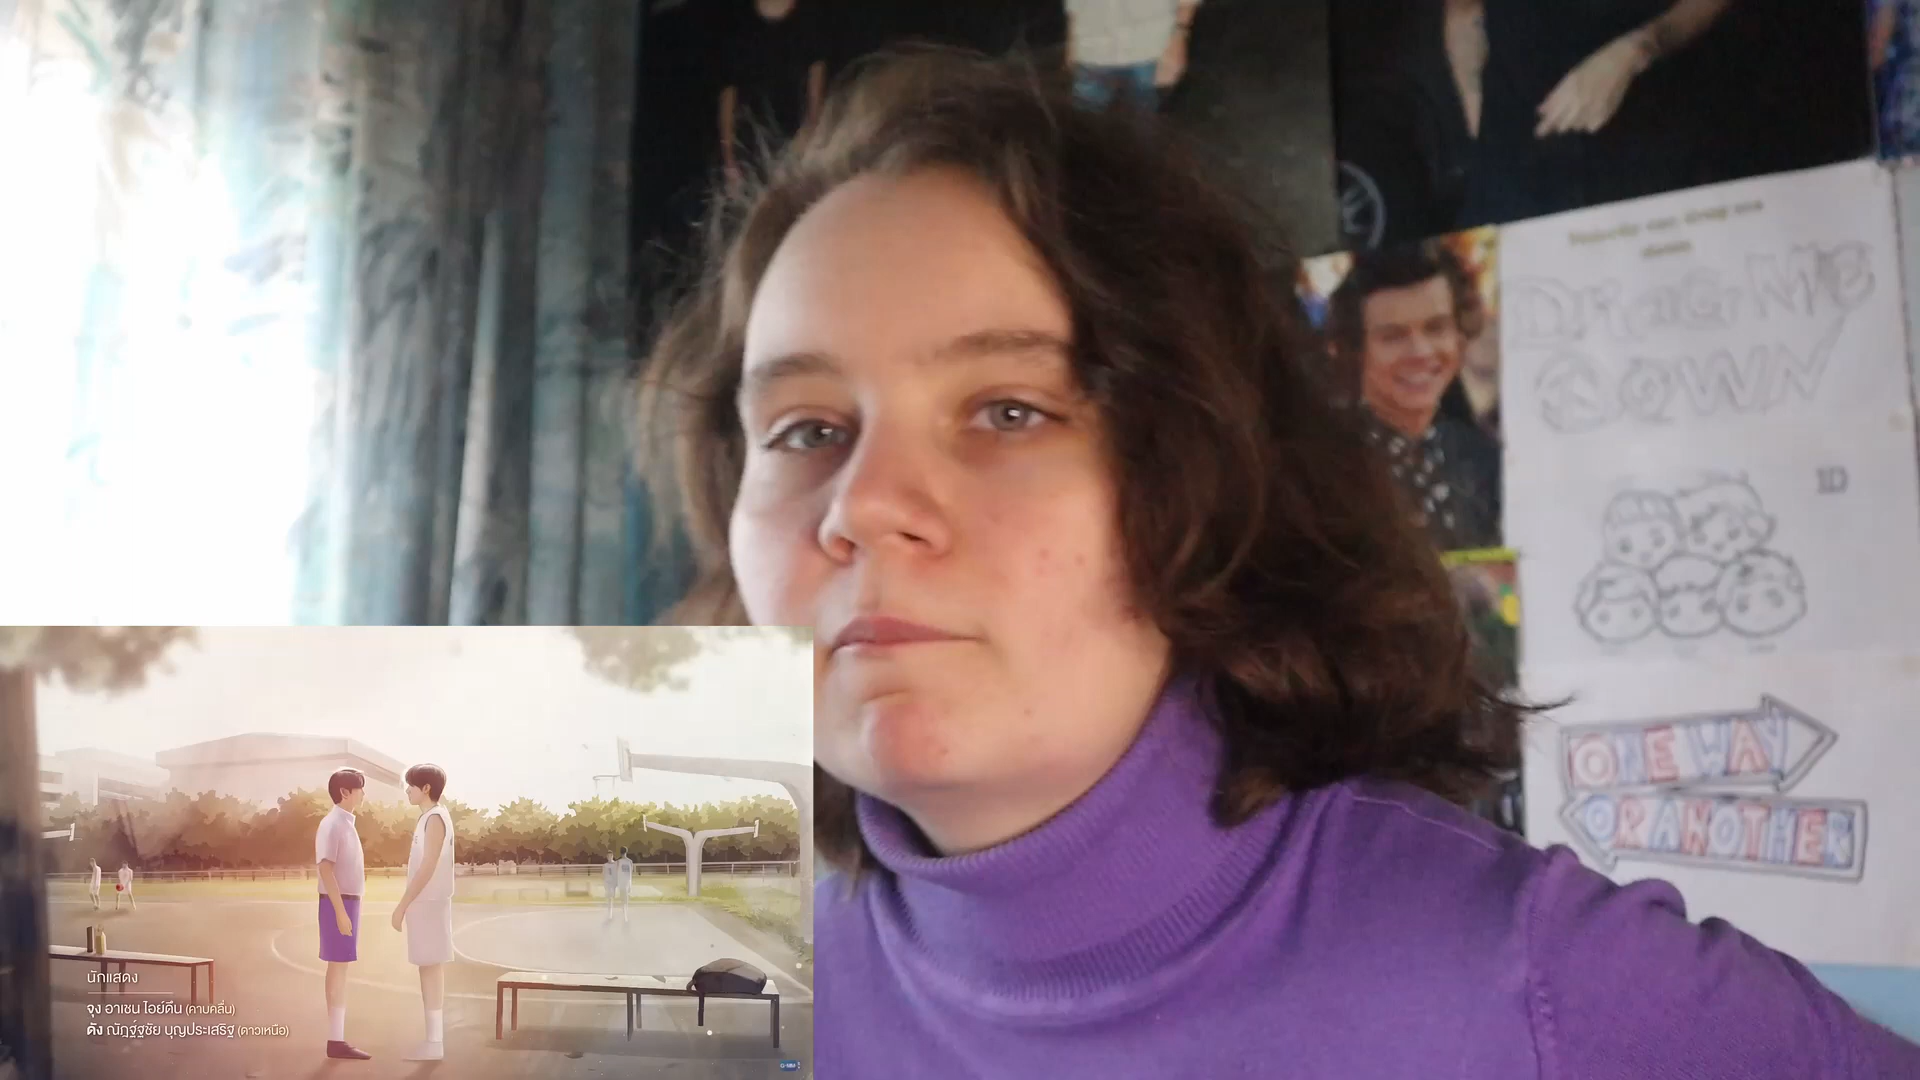 DRAG ME
DOWN
1D
ONE WAY
OR ANOTHER
นักแสดง
จุง อาเชน ไอย์ดึน (คาบคลื่น)
ดัง ณัฎฐ์ฐชัย บุญประเสริฐ (ดาวเหนือ)